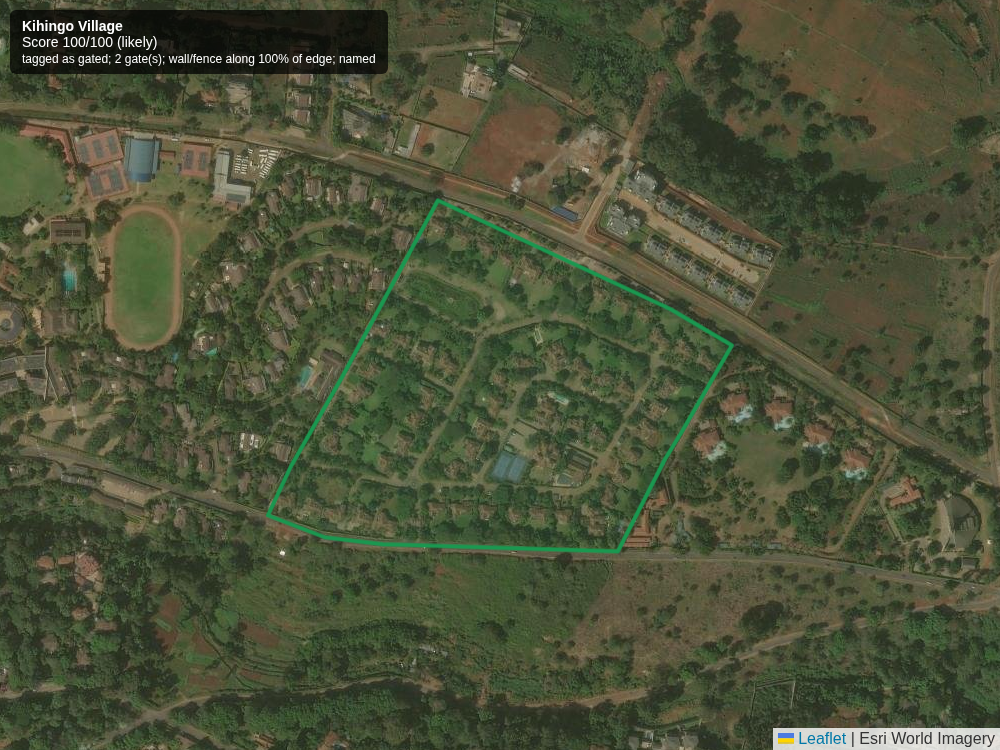 Kihingo Village
Score 100/100 (likely)
tagged as gated; 2 gate(s); wall/fence along 100% of edge; named
Leaflet | Esri World Imagery